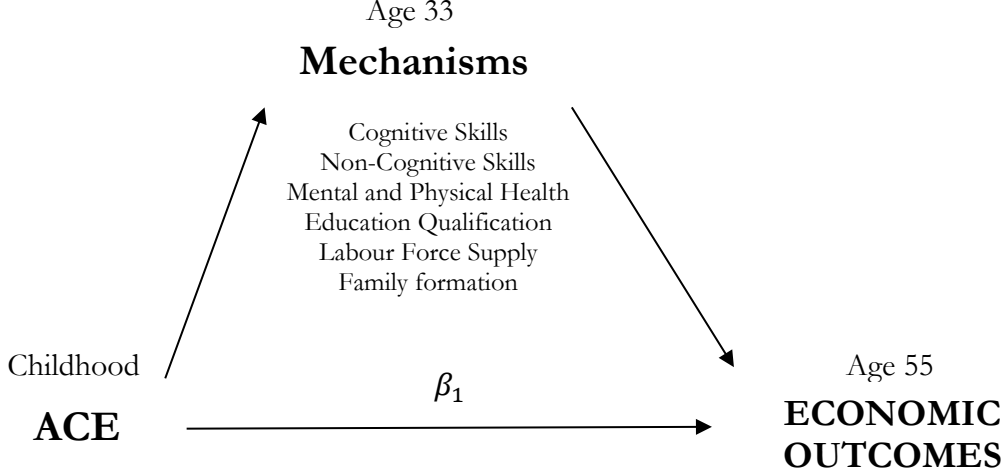 Age 33
Mechanisms
Cognitive Skills
Non-Cognitive Skills
Mental and Physical Health
Education Qualification
Labour Force Supply
Family formation
Childhood
ACE
β₁
Age 55
ECONOMIC
OUTCOMES